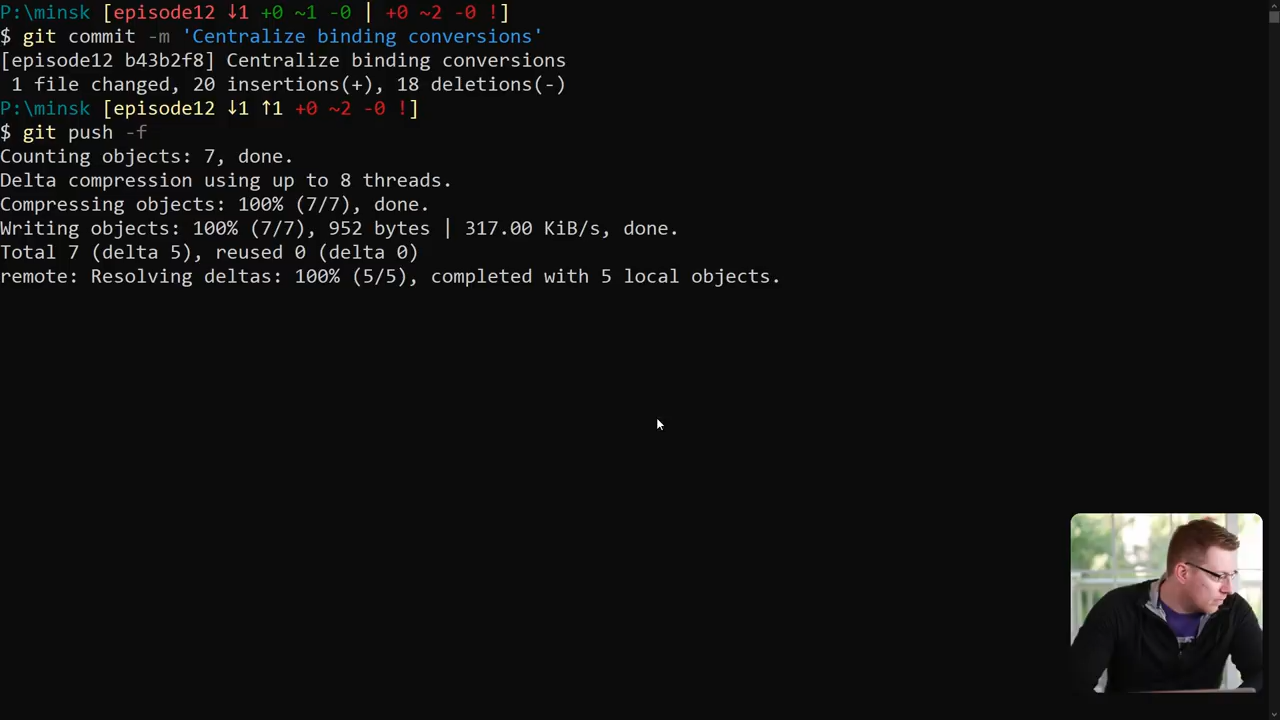 P:\minsk [episode12 ↓1 +0 ~1 -0 | +0 ~2 -0 !]
$ git commit -m 'Centralize binding conversions'
[episode12 b43b2f8] Centralize binding conversions
 1 file changed, 20 insertions(+), 18 deletions(-)
P:\minsk [episode12 ↓1 ↑1 +0 ~2 -0 !]
$ git push -f
Counting objects: 7, done.
Delta compression using up to 8 threads.
Compressing objects: 100% (7/7), done.
Writing objects: 100% (7/7), 952 bytes | 317.00 KiB/s, done.
Total 7 (delta 5), reused 0 (delta 0)
remote: Resolving deltas: 100% (5/5), completed with 5 local objects.